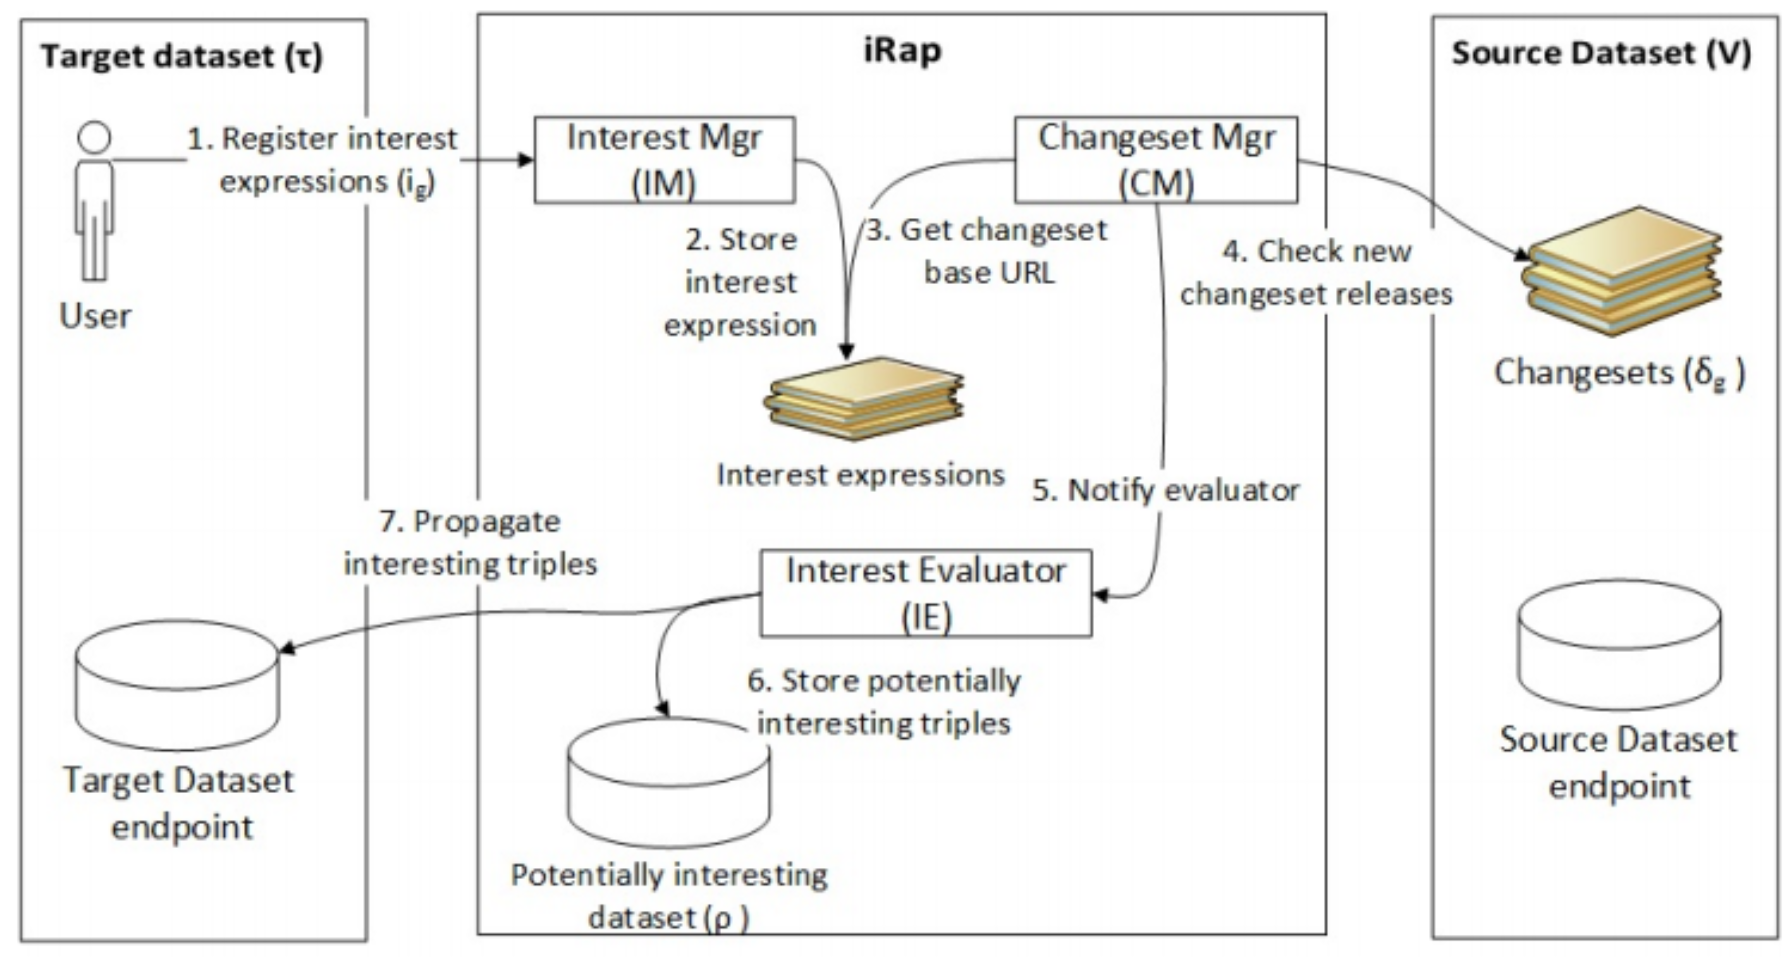 Target dataset (τ)
iRap
Source Dataset (V)
1. Register interest
expressions (i_g)
User
Interest Mgr
(IM)
Changeset Mgr
(CM)
2. Store
interest
expression
3. Get changeset
base URL
4. Check new
changeset releases
Changesets (δ_g )
Interest expressions
5. Notify evaluator
7. Propagate
interesting triples
Interest Evaluator
(IE)
6. Store potentially
interesting triples
Target Dataset
endpoint
Potentially interesting
dataset (ρ )
Source Dataset
endpoint